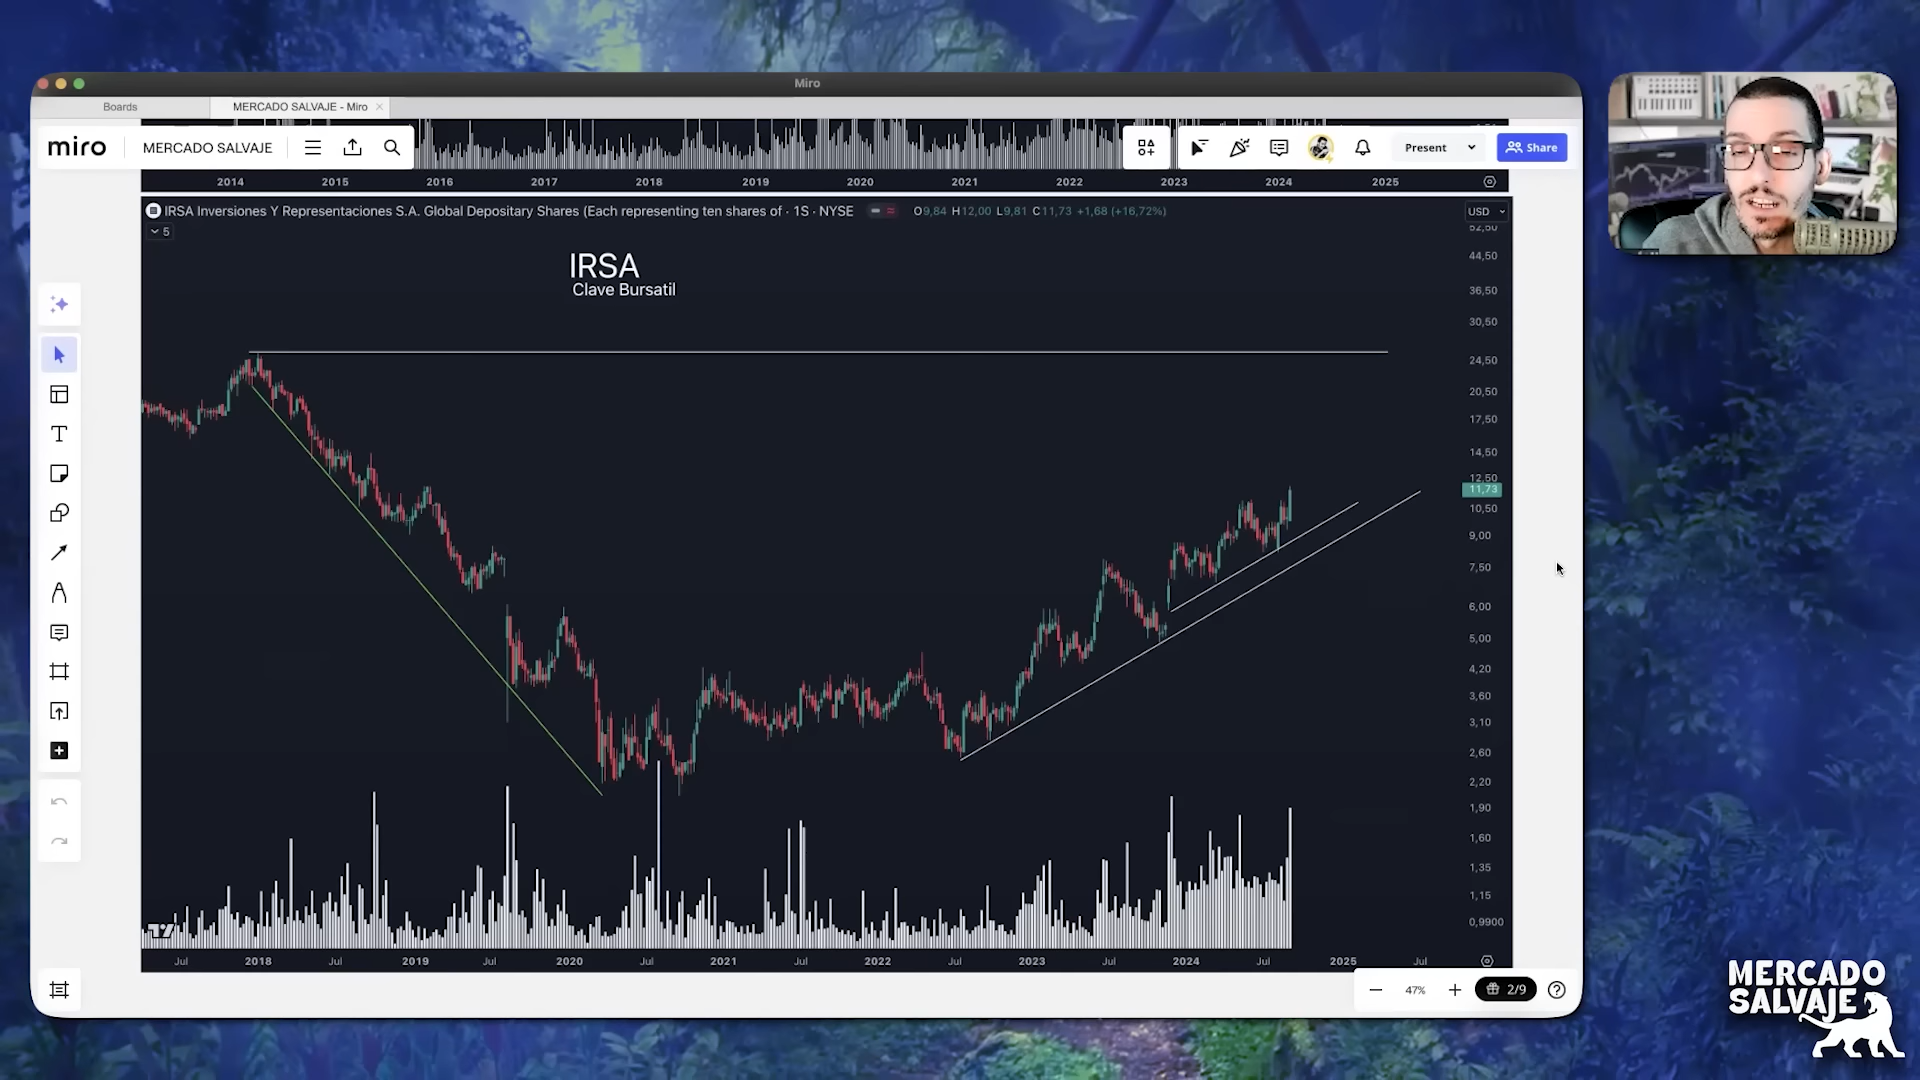 Miro
Boards
MERCADO SALVAJE - Miro
miro
MERCADO SALVAJE
Present
Share
2014 2015 2016 2017 2018 2019 2020 2021 2022 2023 2024 2025
IRSA Inversiones Y Representaciones S.A. Global Depositary Shares (Each representing ten shares of · 1S · NYSE O9,84 H12,00 L9,81 C11,73 +1,68 (+16,72%)
USD
5
52,50
IRSA
Clave Bursatil
44,50
36,50
30,50
24,50
20,50
17,50
14,50
12,50
11,73
10,50
9,00
7,50
6,00
5,00
4,20
3,60
3,10
2,60
2,20
1,90
1,60
1,35
1,15
0,9900
Jul 2018 Jul 2019 Jul 2020 Jul 2021 Jul 2022 Jul 2023 Jul 2024 Jul 2025 Jul
47%
2/9
MERCADO
SALVAJE